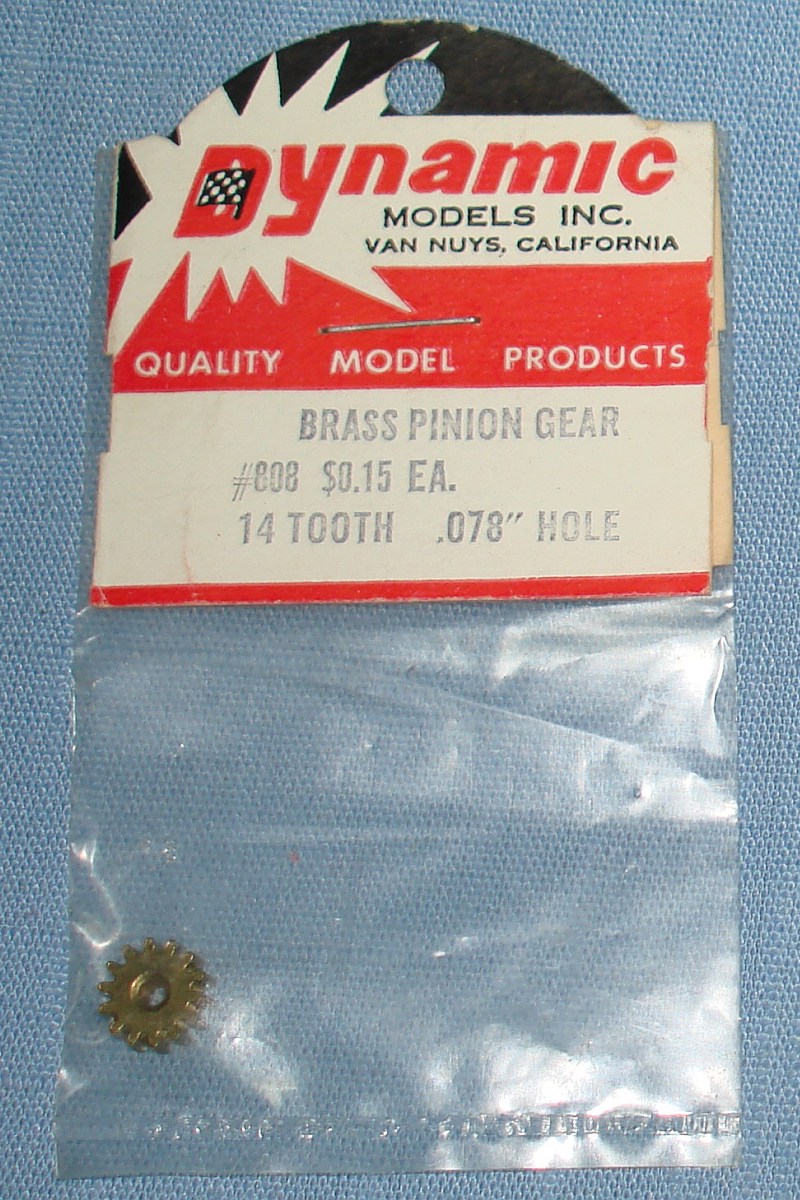 Dynamic
MODELS INC.
VAN NUYS, CALIFORNIA
QUALITY MODEL PRODUCTS
BRASS PINION GEAR
#808 $0.15 EA.
14 TOOTH .078" HOLE